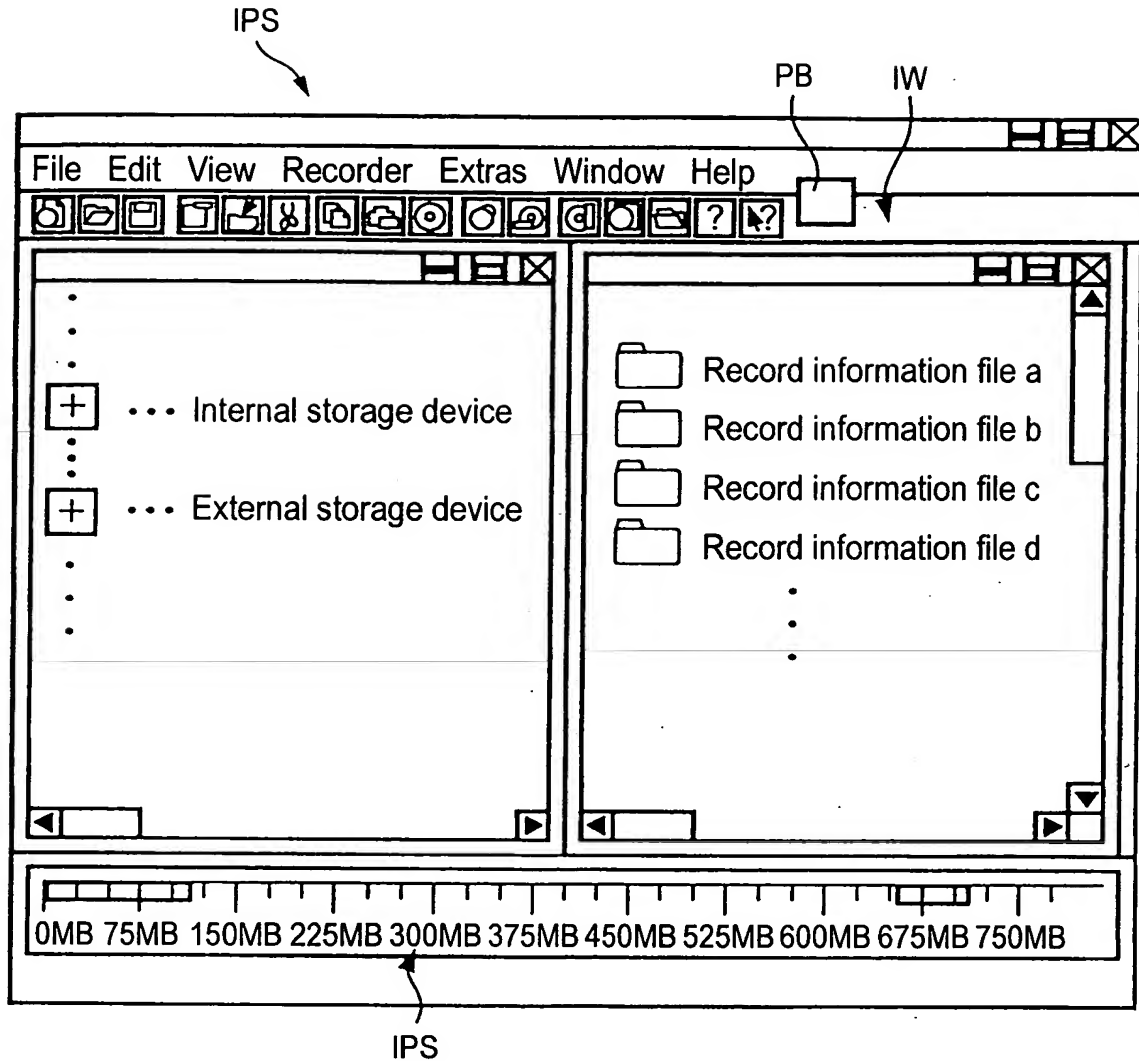 IPS
PB IW
File Edit View Recorder Extras Window Help
? ?
... Internal storage device
... External storage device
Record information file a
Record information file b
Record information file c
Record information file d
0MB 75MB 150MB 225MB 300MB 375MB 450MB 525MB 600MB 675MB 750MB
IPS